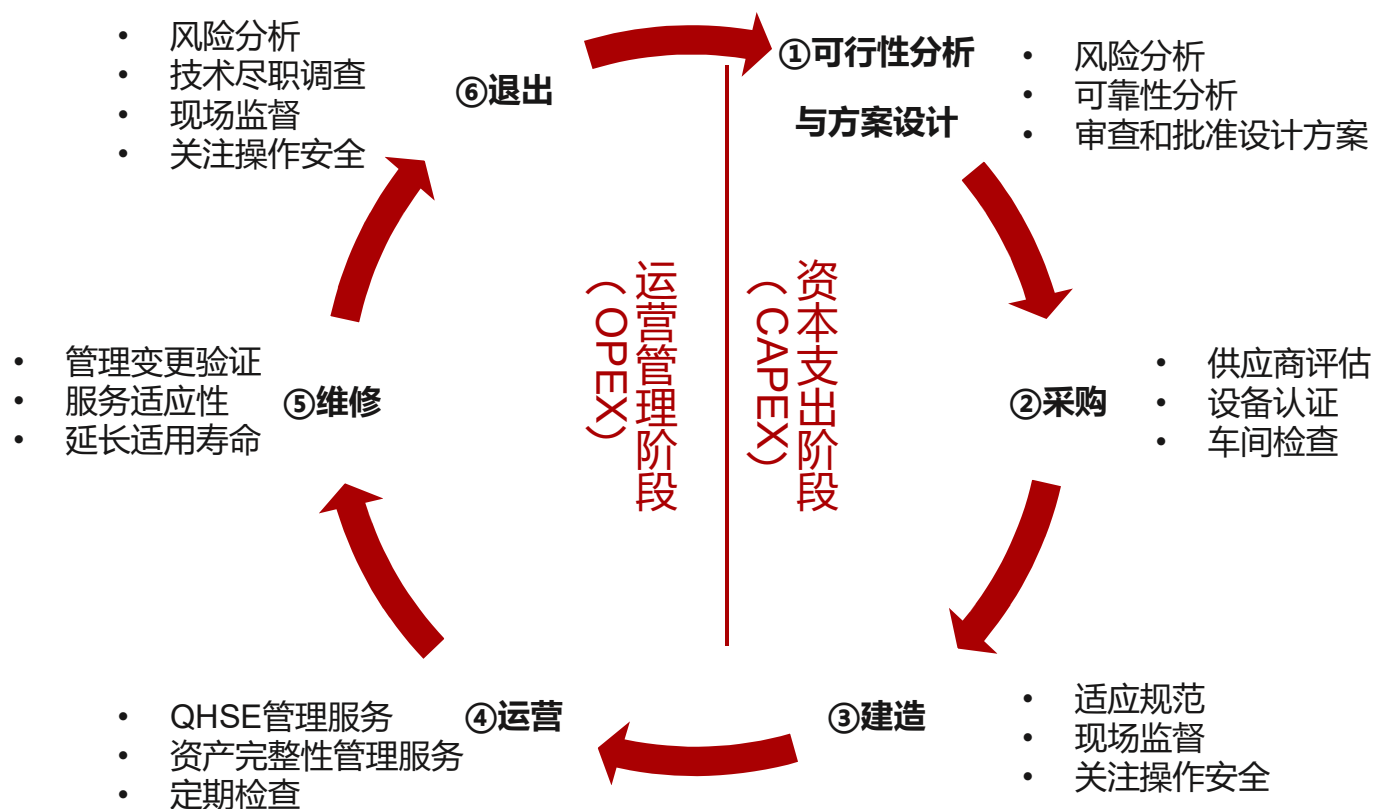 ①可行性分析
与方案设计
• 风险分析
• 可靠性分析
• 审查和批准设计方案
②采购
• 供应商评估
• 设备认证
• 车间检查
③建造
• 适应规范
• 现场监督
• 关注操作安全
④运营
• QHSE管理服务
• 资产完整性管理服务
• 定期检查
⑤维修
• 管理变更验证
• 服务适应性
• 延长适用寿命
⑥退出
• 风险分析
• 技术尽职调查
• 现场监督
• 关注操作安全
资本支出阶段
（CAPEX）
运营管理阶段
（OPEX）